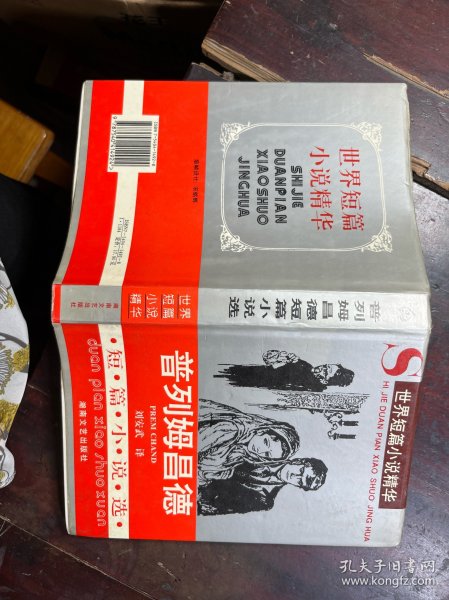 世界短篇
小说精华
SHIJIE
DUANPIAN
XIAOSHUO
JINGHUA
世界
短篇
小说
精华
湖南文艺出版社
普列姆昌德短篇小说选
世界短篇小说精华
SHI JIE DUAN PIAN XIAO SHUO JING HUA
普列姆昌德
PREM CHAND
刘安武 译
·短·篇·小·说·选·
duan pian xiao shuo xuan
湖南文艺出版社
孔夫子旧书网
www.kongfz.com